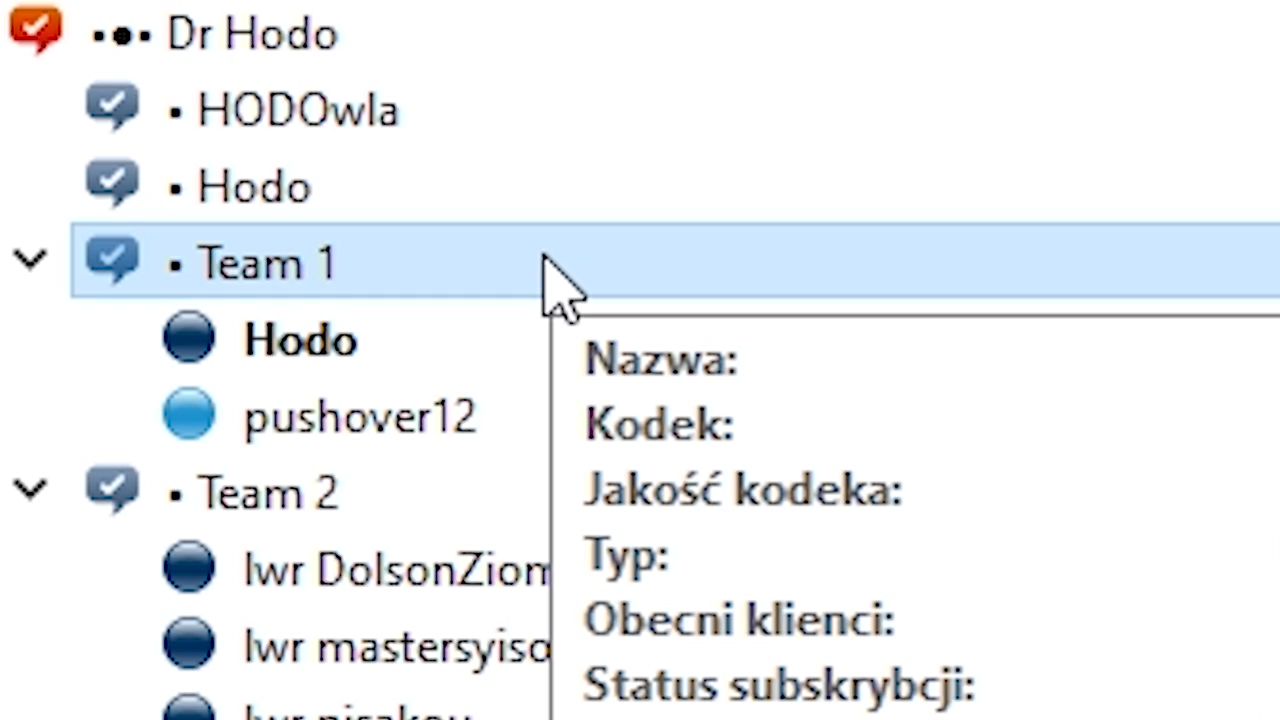 Dr Hodo
HODOwla
Hodo
Team 1
Hodo
pushover12
Team 2
lwr DolsonZiom
lwr mastersyiso
lwr
Nazwa:
Kodek:
Jakość kodeka:
Typ:
Obecni klienci:
Status subskrybcji: